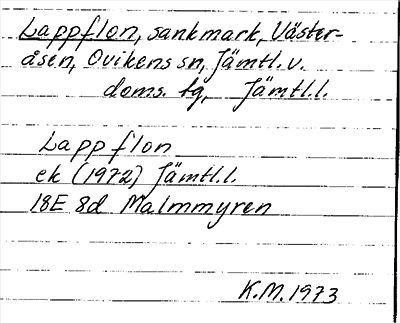 Lappflon, sankmark, Väster-
åsen, Ovikens sn, Jämtl. v.
doms. tg, Jämtl.l.
Lappflon
ek (1972) Jämtl.l.
18E 8d Malmmyren
K.M. 1973